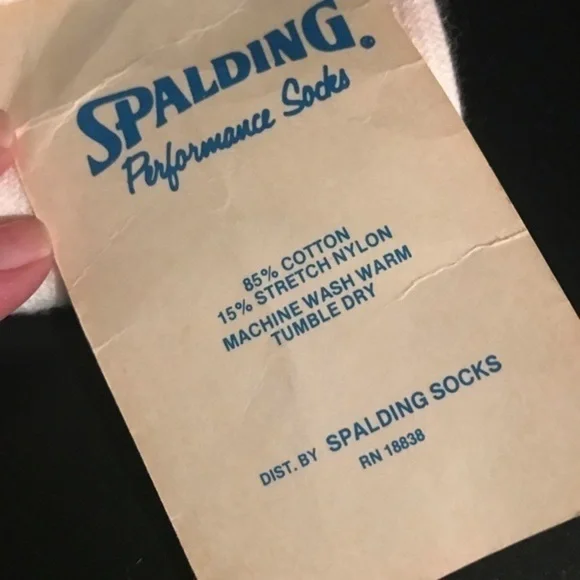 SPALDING®
Performance Socks
85% COTTON
15% STRETCH NYLON
MACHINE WASH WARM
TUMBLE DRY
DIST. BY SPALDING SOCKS
RN 18838